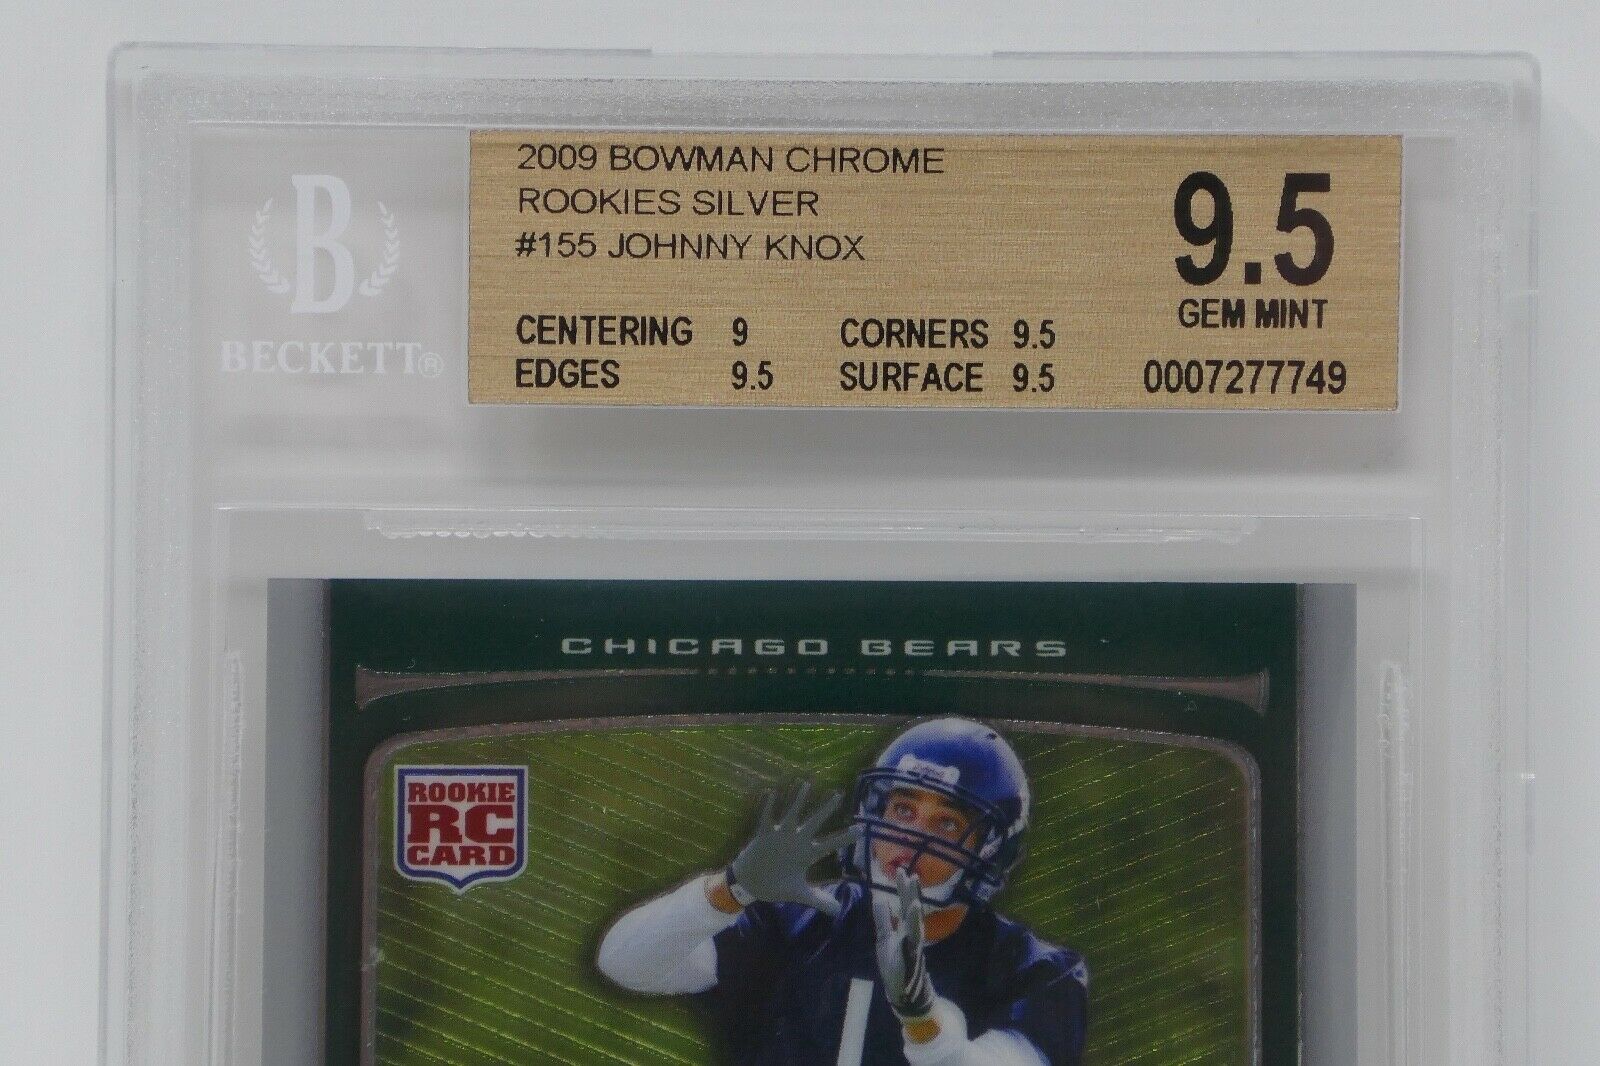 2009 BOWMAN CHROME
ROOKIES SILVER
#155 JOHNNY KNOX
9.5
GEM MINT
CENTERING 9 CORNERS 9.5
EDGES 9.5 SURFACE 9.5
0007277749
B
BECKETT®
CHICAGO BEARS
ROOKIE
RC
CARD